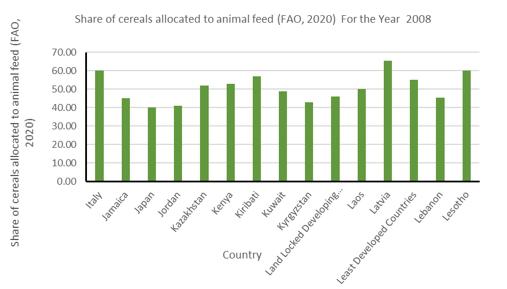 Share of cereals allocated to animal feed (FAO, 2020)  For the Year  2008
Share of cereals allocated to animal feed (FAO,
2020)
70.00
60.00
50.00
40.00
30.00
20.00
10.00
0.00
Italy
Jamaica
Japan
Jordan
Kazakhstan
Kenya
Kiribati
Kuwait
Kyrgyzstan
Land Locked Developing...
Laos
Latvia
Least Developed Countries
Lebanon
Lesotho
Country